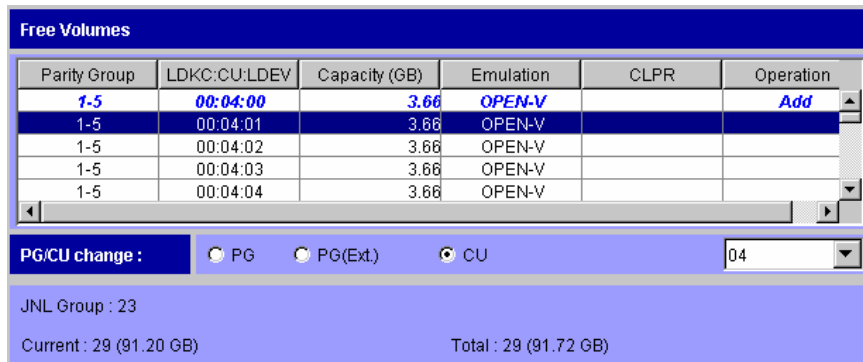 Free Volumes
Parity Group LDKC:CU:LDEV Capacity (GB) Emulation CLPR Operation
1-5 00:04:00 3.66 OPEN-V Add
1-5 00:04:01 3.66 OPEN-V
1-5 00:04:02 3.66 OPEN-V
1-5 00:04:03 3.66 OPEN-V
1-5 00:04:04 3.66 OPEN-V
PG/CU change : PG PG(Ext.) CU 04
JNL Group : 23
Current : 29 (91.20 GB) Total : 29 (91.72 GB)